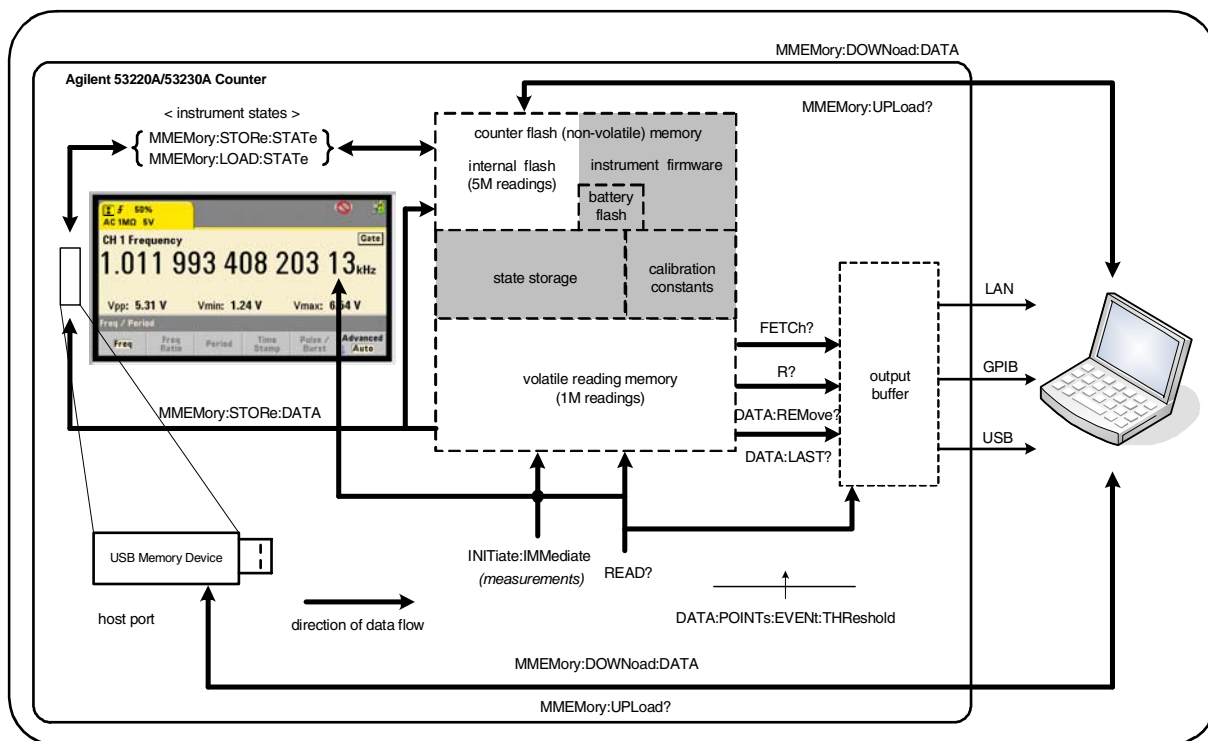 MMEMory:DOWNoad:DATA
Agilent 53220A/53230A Counter
MMEMory:UPLoad?
< instrument states >
MMEMory:STORe:STATe
MMEMory:LOAD:STATe
counter flash (non-volatile) memory
internal flash
(5M readings)
instrument firmware
battery
flash
state storage
calibration
constants
50%
AC 1MΩ 5V
CH 1 Frequency
Gate
1.011 993 408 203 13kHz
Vpp: 5.31 V Vmin: 1.24 V Vmax: 6.54 V
Freq / Period
Freq
Freq
Ratio
Period
Time
Stamp
Pulse /
Burst
Advanced
Auto
volatile reading memory
(1M readings)
MMEMory:STORe:DATA
FETCh?
R?
DATA:REMove?
DATA:LAST?
output
buffer
LAN
GPIB
USB
USB Memory Device
host port
direction of data flow
INITiate:IMMediate
(measurements)
READ?
DATA:POINTs:EVENt:THReshold
MMEMory:DOWNoad:DATA
MMEMory:UPLoad?